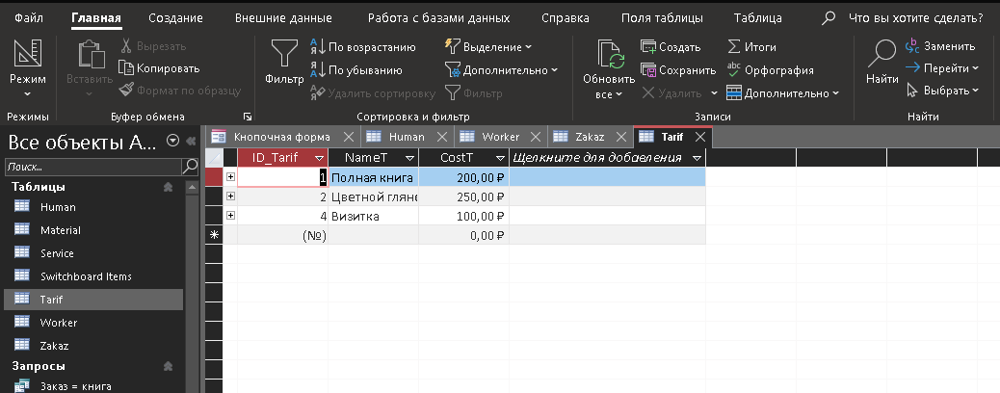 Файл Главная Создание Внешние данные Работа с базами данных Справка Поля таблицы Таблица Что вы хотите сделать?
Режим
Режимы
Вставить
Вырезать
Копировать
Формат по образцу
Буфер обмена
Фильтр
По возрастанию
По убыванию
Удалить сортировку
Выделение
Дополнительно
Фильтр
Сортировка и фильтр
Обновить
все
Создать
Сохранить
Удалить
Итоги
Орфография
Дополнительно
Записи
Найти
Заменить
Перейти
Выбрать
Найти
Все объекты A...
Поиск...
Таблицы
Human
Material
Service
Switchboard Items
Tarif
Worker
Zakaz
Запросы
Заказ = книга
Кнопочная форма Human Worker Zakaz Tarif
ID_Tarif NameT CostT Щелкните для добавления
1 Полная книга 200,00 ₽
2 Цветной гляне 250,00 ₽
4 Визитка 100,00 ₽
(№) 0,00 ₽